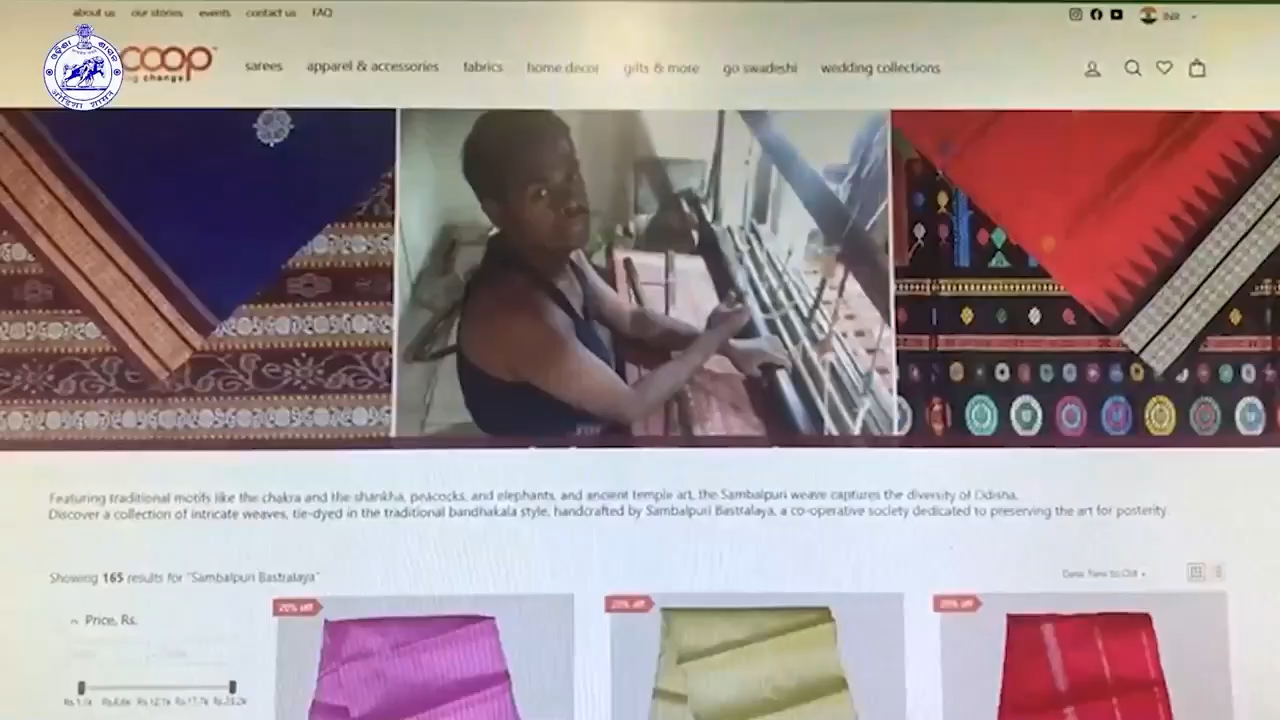 about us our stories events contact us FAQ
INR
coop
ng change
sarees apparel & accessories fabrics home decor gifts & more go swadeshi wedding collections
Featuring traditional motifs like the chakra and the shankha, peacocks, and elephants, and ancient temple art, the Sambalpuri weave captures the diversity of Odisha.
Discover a collection of intricate weaves, tie-dyed in the traditional bandhakala style, handcrafted by Sambalpuri Bastralaya, a co-operative society dedicated to preserving the art for posterity.
Showing 165 results for "Sambalpuri Bastralaya"
Price, Rs.
20% off 20% off 20% off